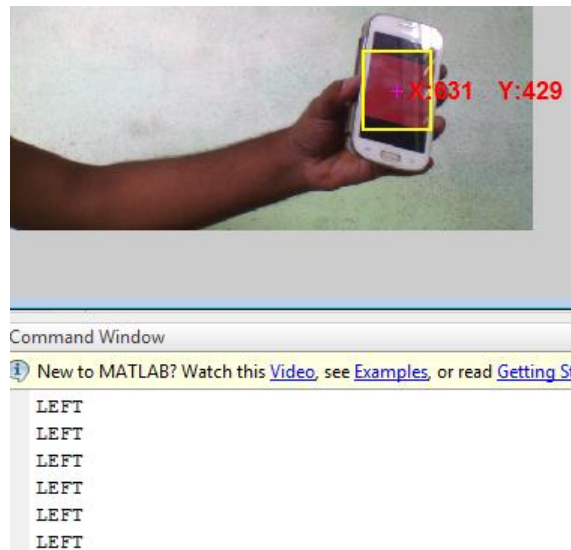 X:631 Y:429
Command Window
New to MATLAB? Watch this Video, see Examples, or read Getting St
LEFT
LEFT
LEFT
LEFT
LEFT
LEFT